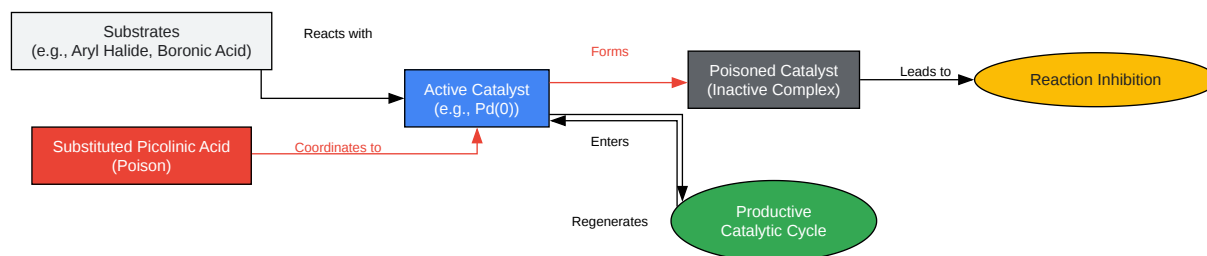 Substrates
(e.g., Aryl Halide, Boronic Acid)
Reacts with
Active Catalyst
(e.g., Pd(0))
Forms
Poisoned Catalyst
(Inactive Complex)
Leads to
Reaction Inhibition
Substituted Picolinic Acid
(Poison)
Coordinates to
Enters
Regenerates
Productive
Catalytic Cycle